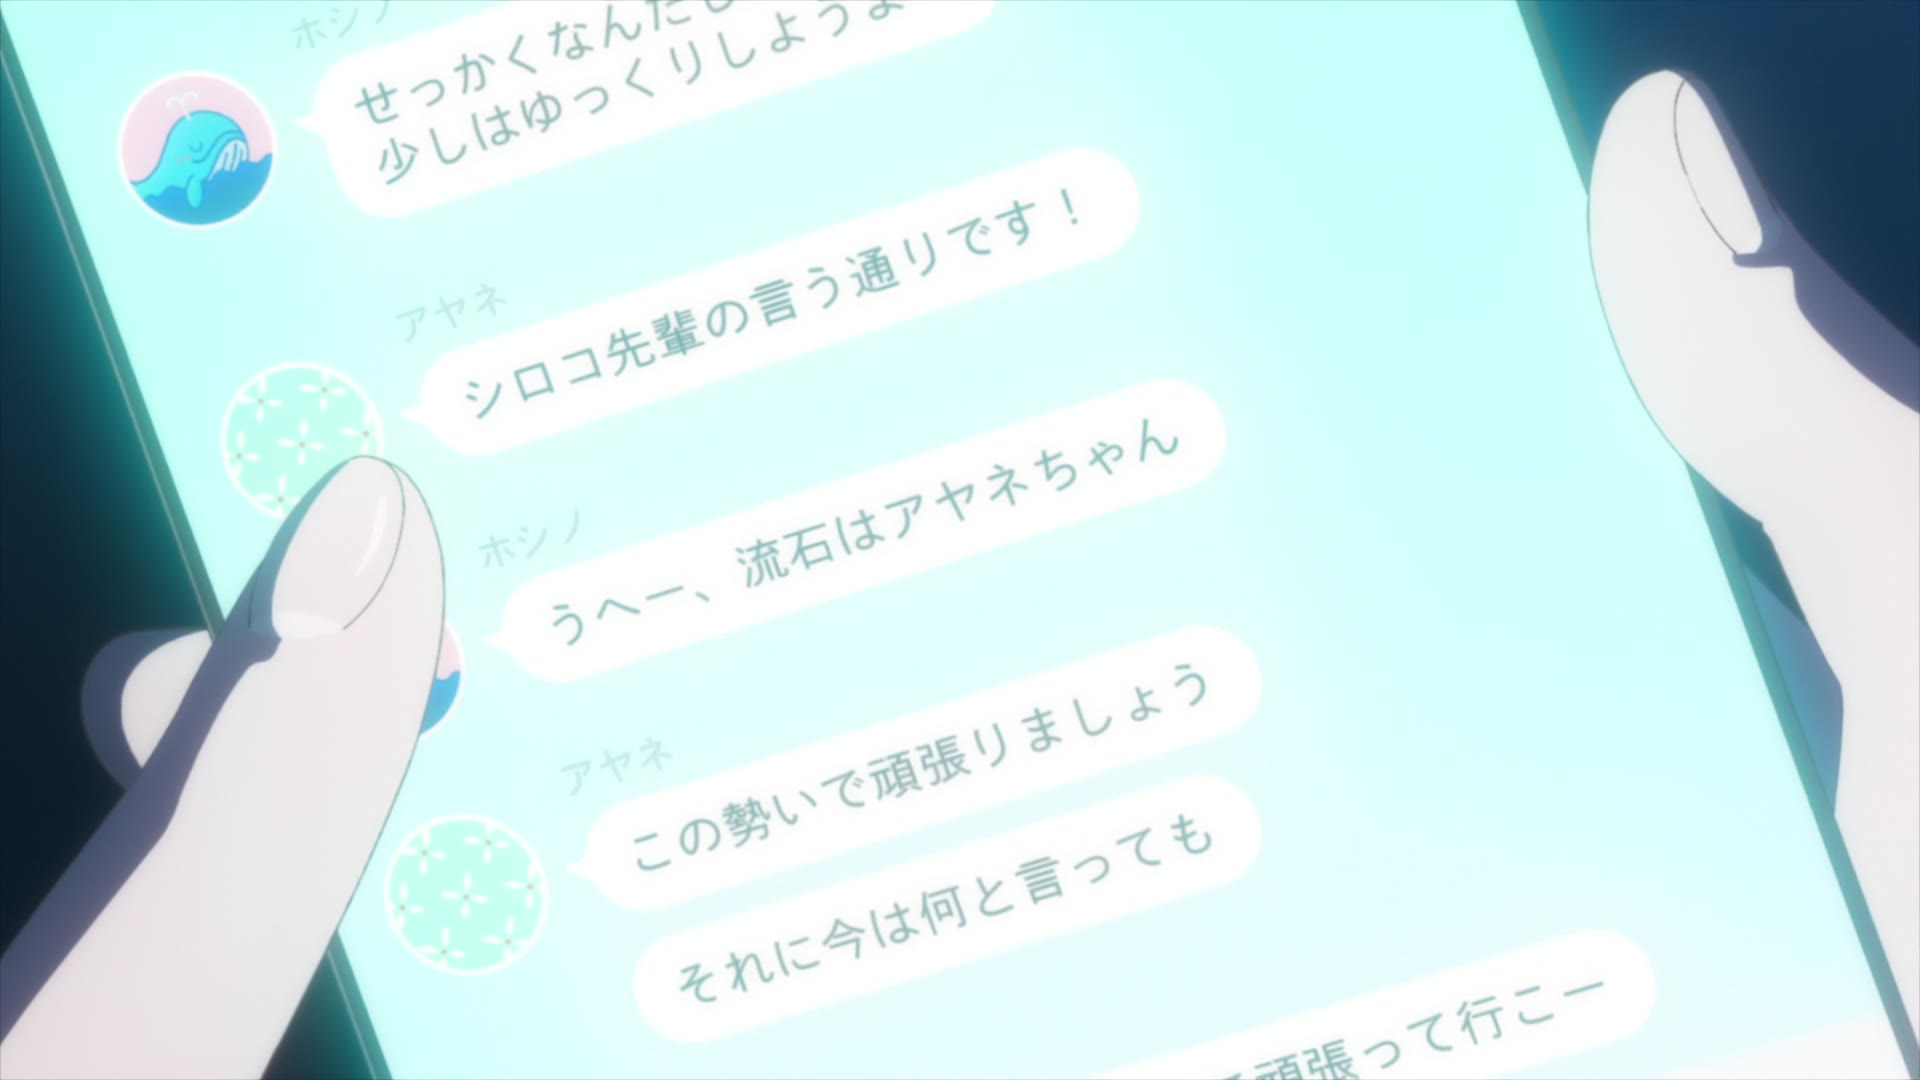 ホシノ
せっかくなんだし
少しはゆっくりしようよ
アヤネ
シロコ先輩の言う通りです！
ホシノ
うへー、流石はアヤネちゃん
アヤネ
この勢いで頑張りましょう
それに今は何と言っても
頑張って行こー